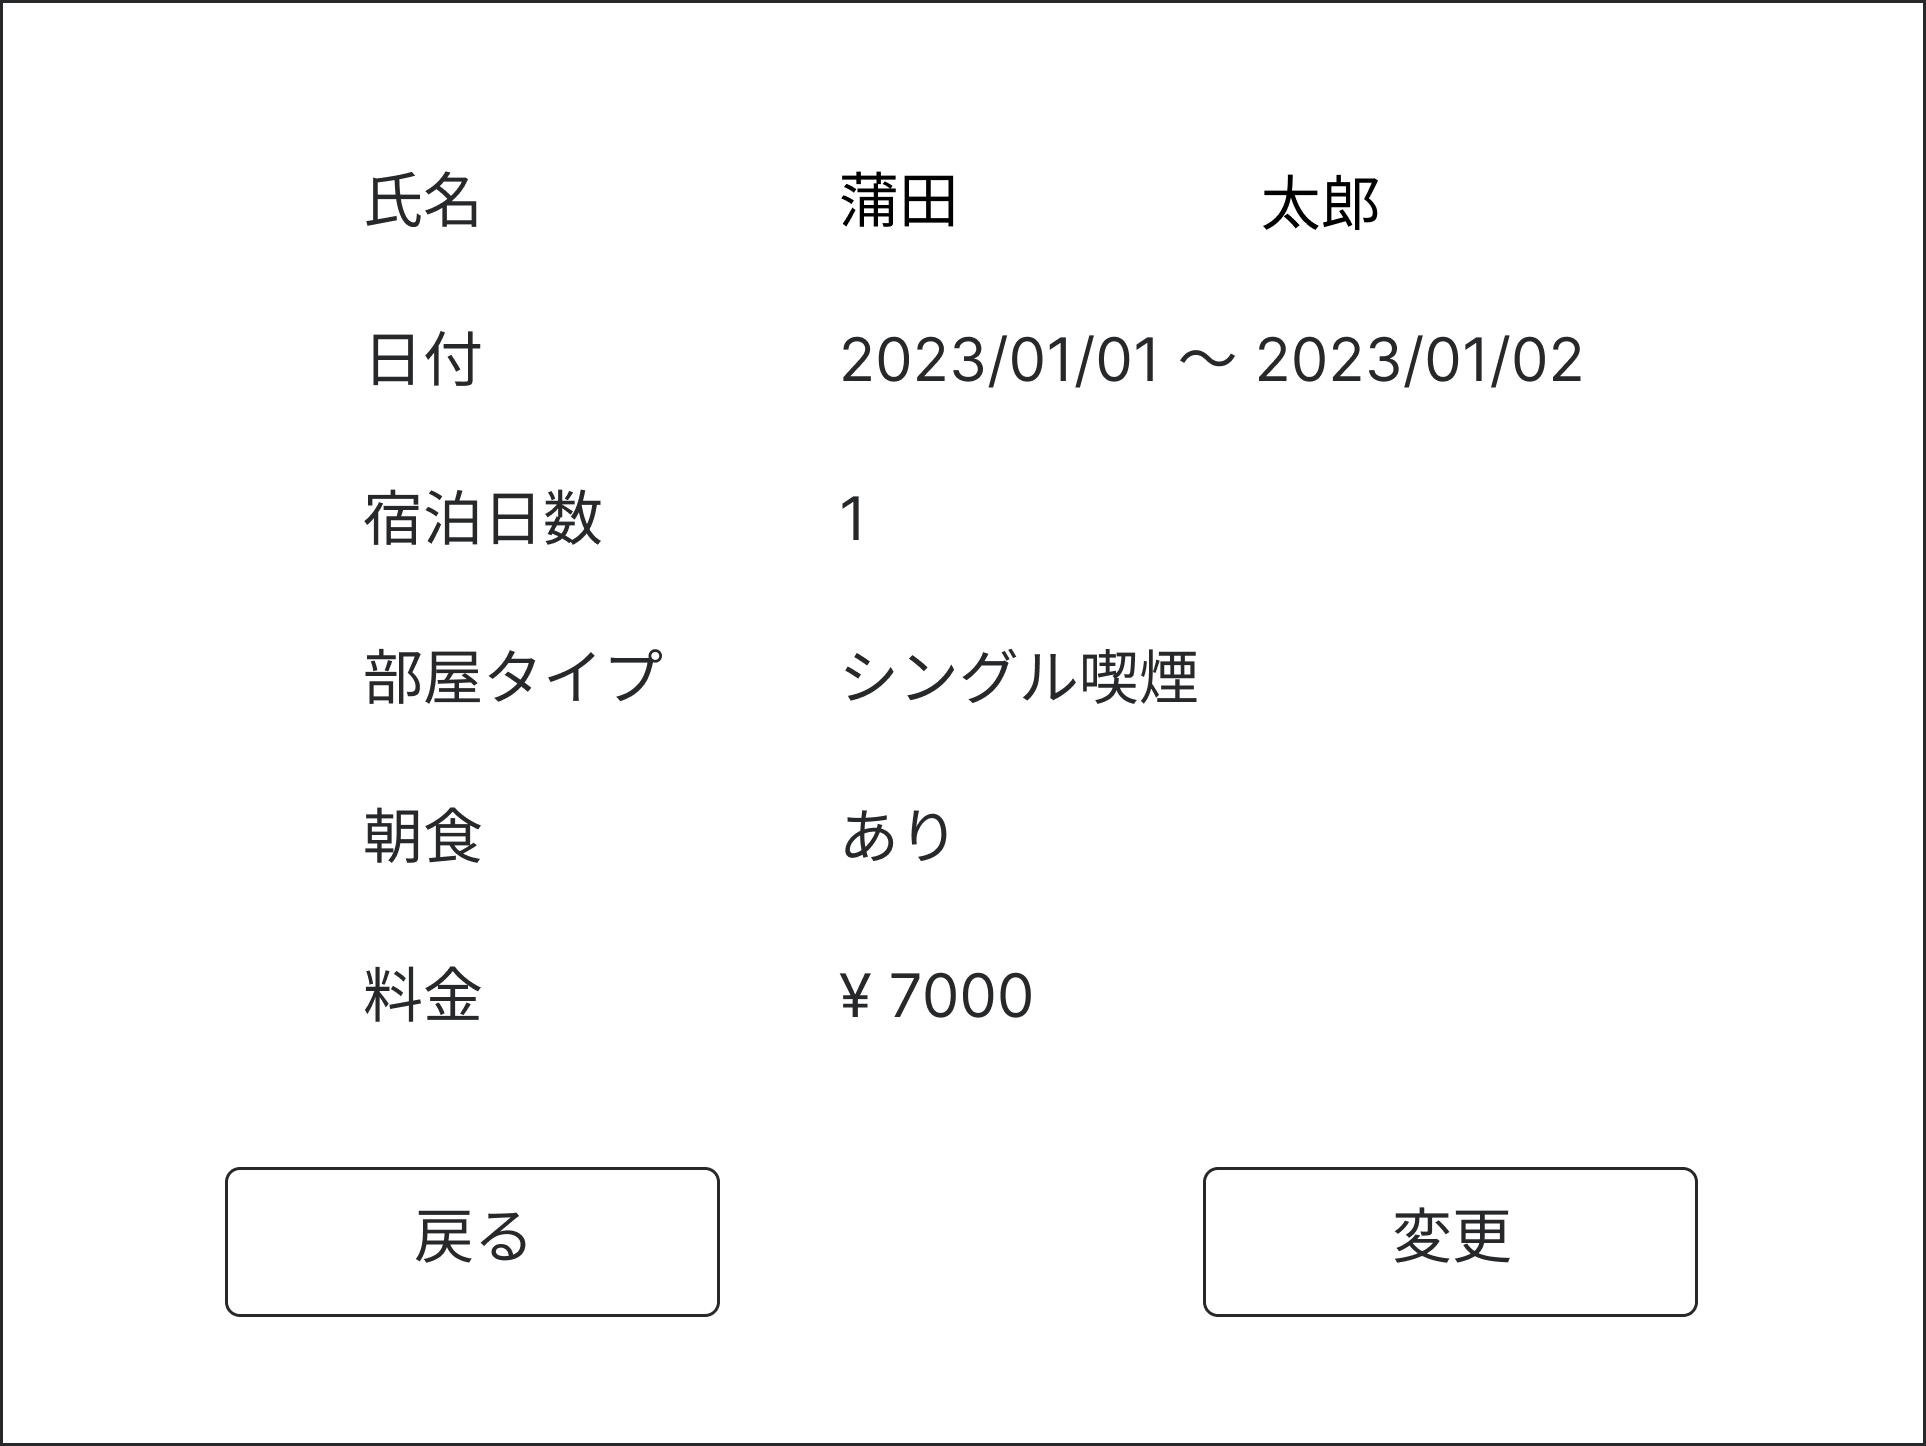 氏名 蒲田 太郎
日付 2023/01/01 〜 2023/01/02
宿泊日数 1
部屋タイプ シングル喫煙
朝食 あり
料金 ¥ 7000
戻る 変更